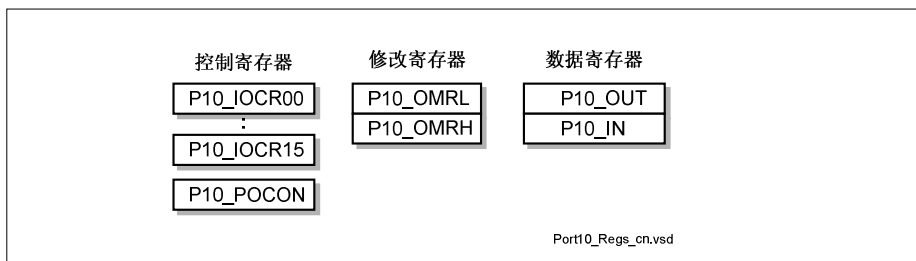 控制寄存器
P10_IOCR00
⋮
P10_IOCR15
P10_POCON
修改寄存器
P10_OMRL
P10_OMRH
数据寄存器
P10_OUT
P10_IN
Port10_Regs_cn.vsd